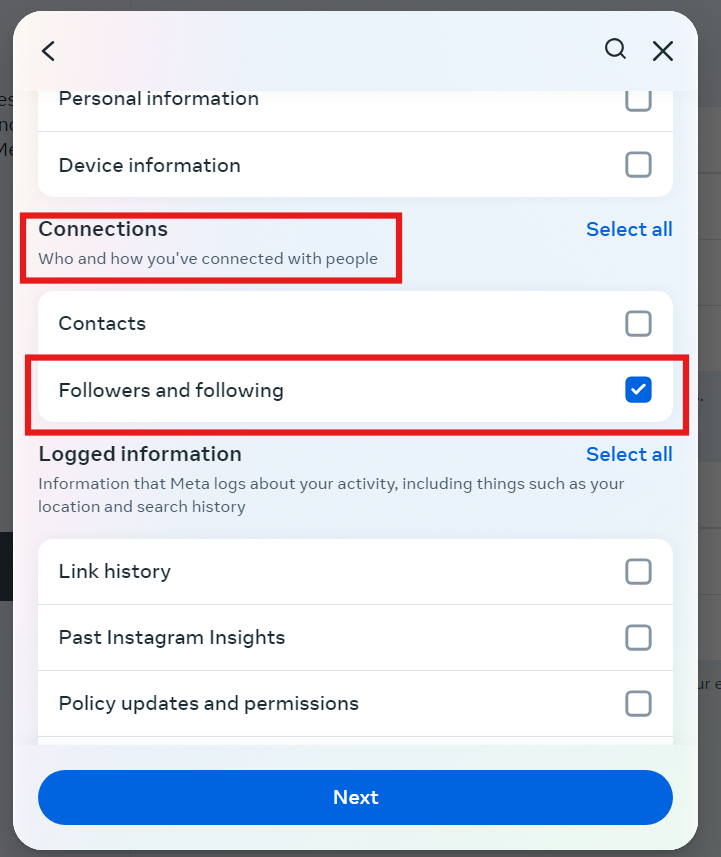 Personal information
Device information
Connections
Select all
Who and how you've connected with people
Contacts
Followers and following
Logged information
Select all
Information that Meta logs about your activity, including things such as your
location and search history
Link history
Past Instagram Insights
Policy updates and permissions
Next